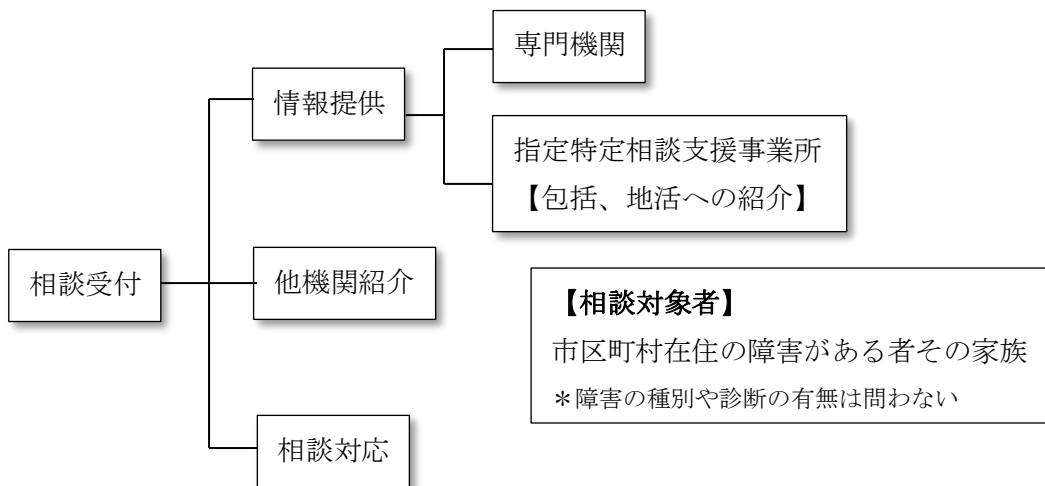 専門機関
情報提供
指定特定相談支援事業所
【包括、地活への紹介】
相談受付
他機関紹介
【相談対象者】
市区町村在住の障害がある者その家族
＊障害の種別や診断の有無は問わない
相談対応